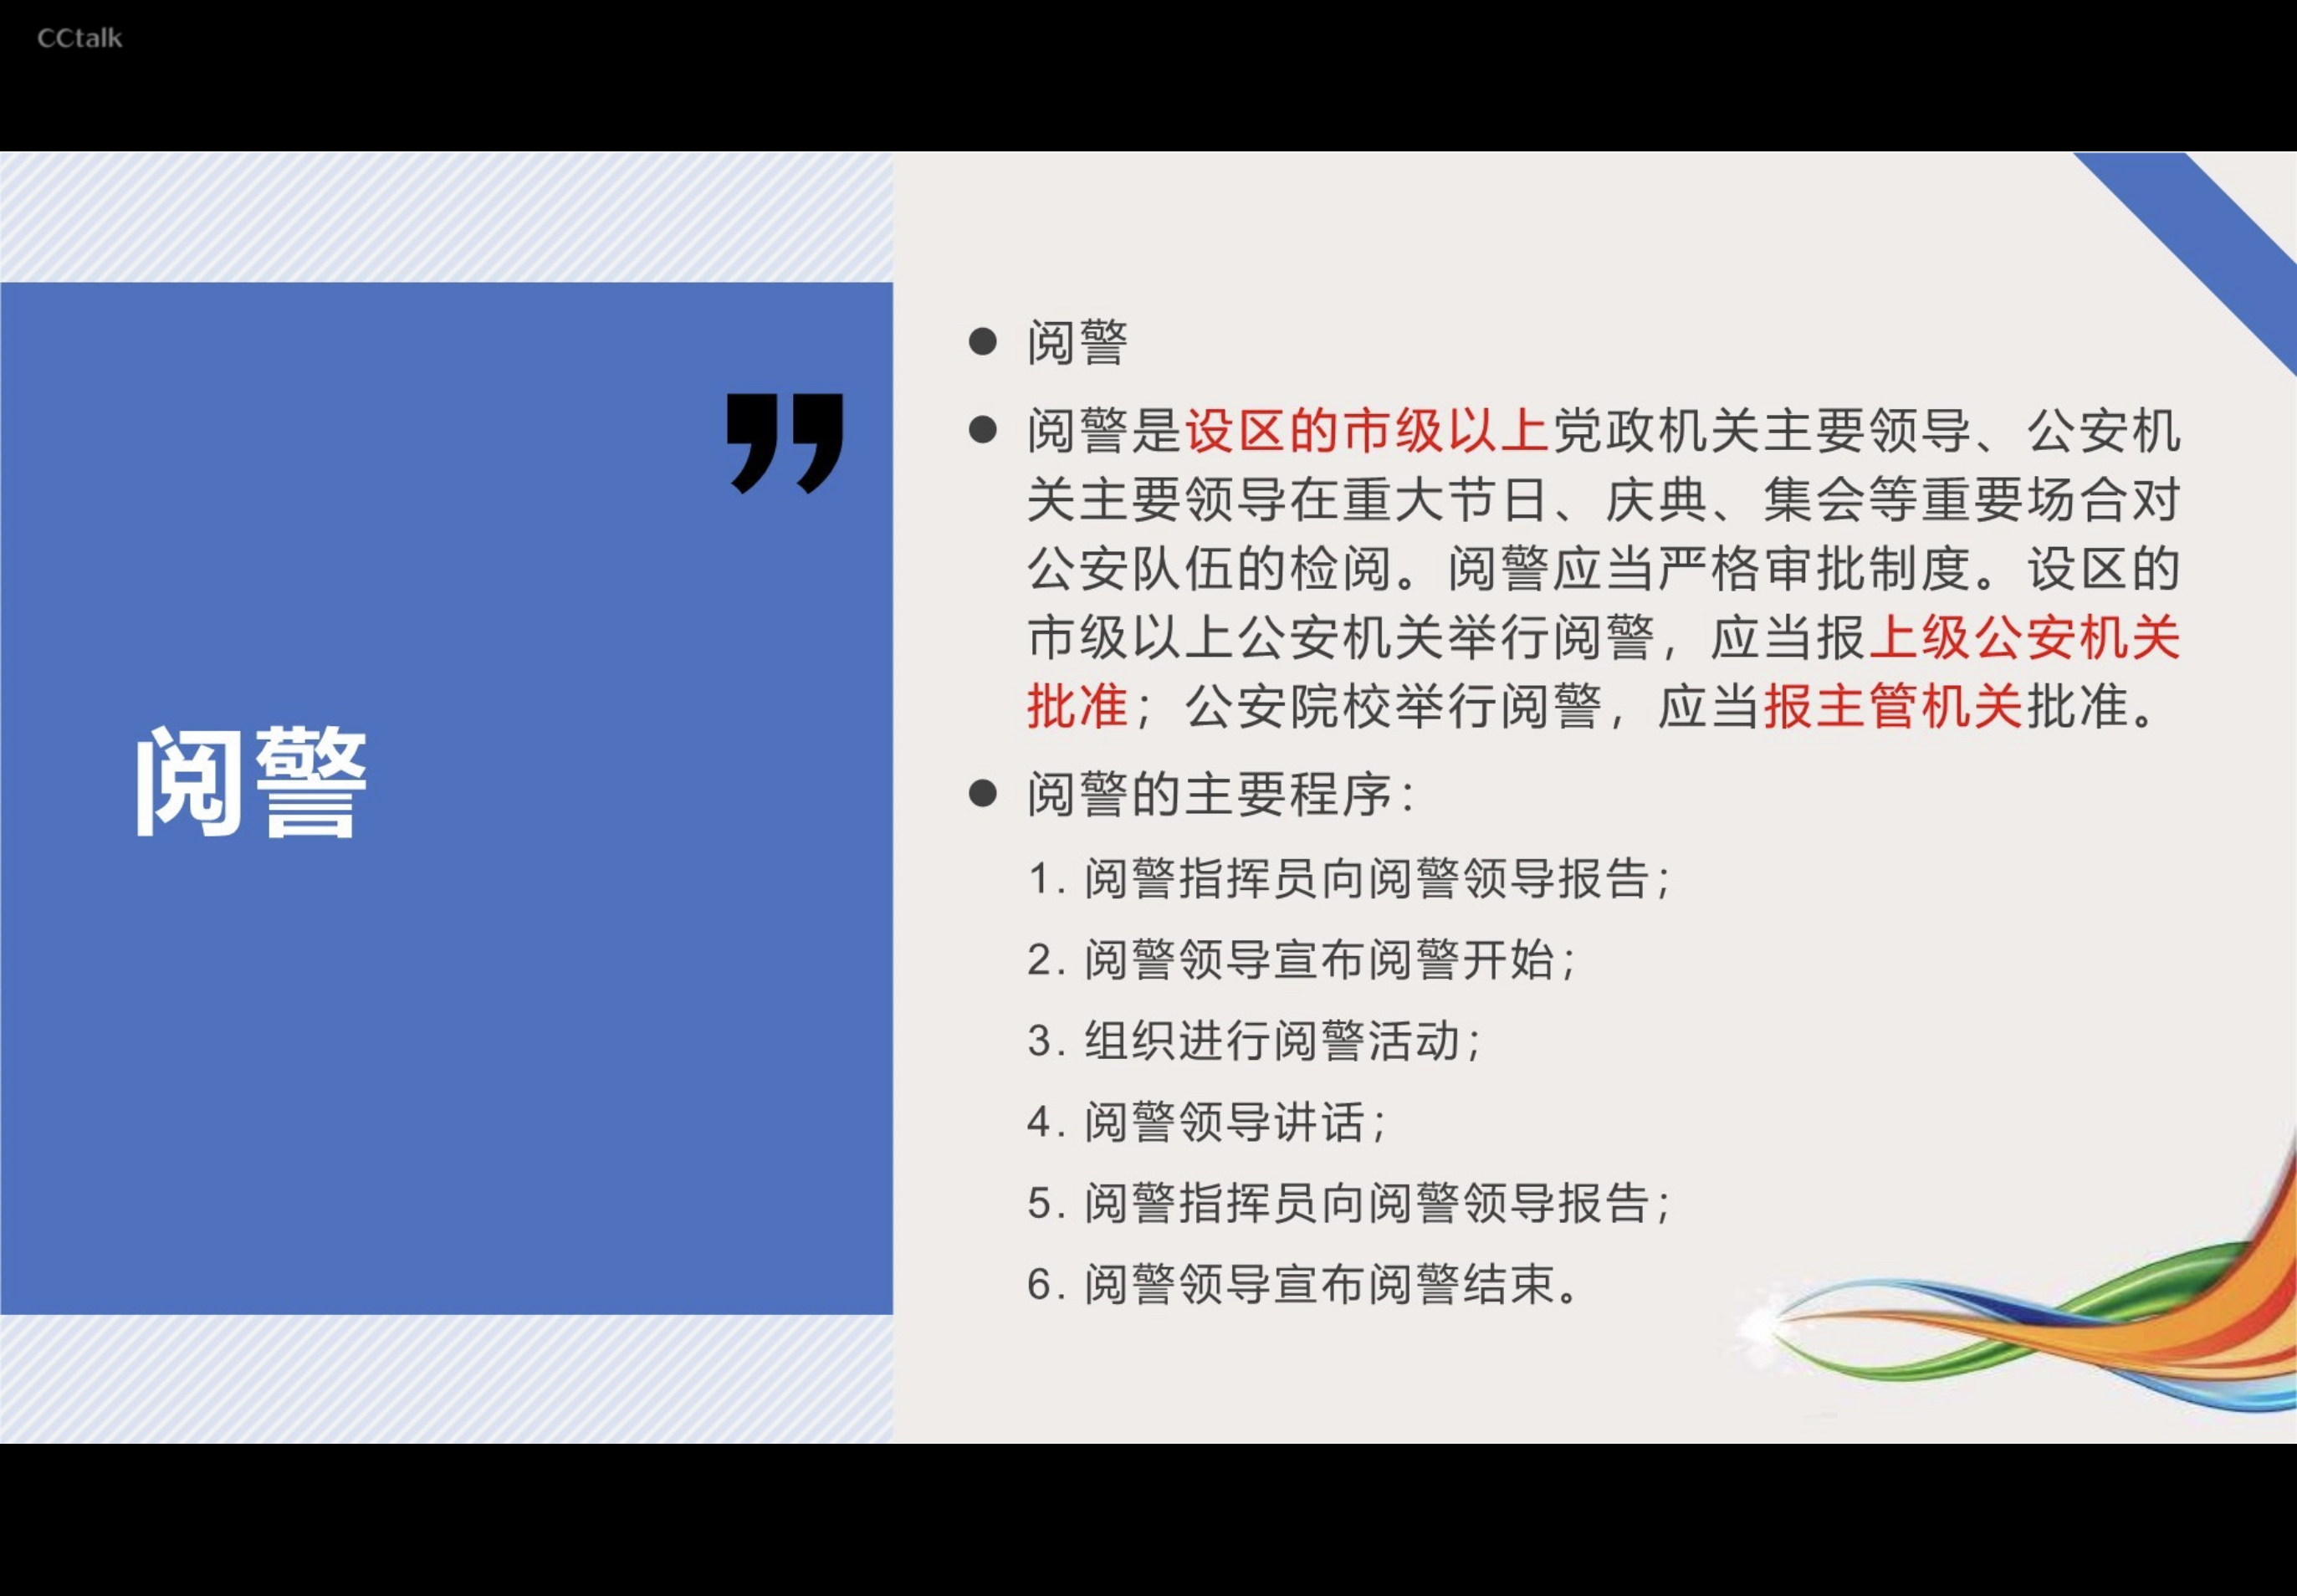 CCtalk
”
阅警
● 阅警
● 阅警是设区的市级以上党政机关主要领导、公安机
关主要领导在重大节日、庆典、集会等重要场合对
公安队伍的检阅。阅警应当严格审批制度。设区的
市级以上公安机关举行阅警，应当报上级公安机关
批准；公安院校举行阅警，应当报主管机关批准。
● 阅警的主要程序：
1. 阅警指挥员向阅警领导报告；
2. 阅警领导宣布阅警开始；
3. 组织进行阅警活动；
4. 阅警领导讲话；
5. 阅警指挥员向阅警领导报告；
6. 阅警领导宣布阅警结束。